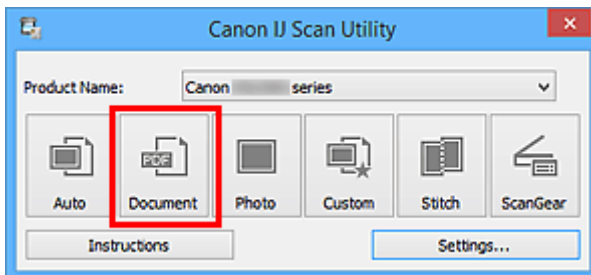 Canon IJ Scan Utility
Product Name: Canon series
PDF
Auto Document Photo Custom Stitch ScanGear
Instructions Settings...